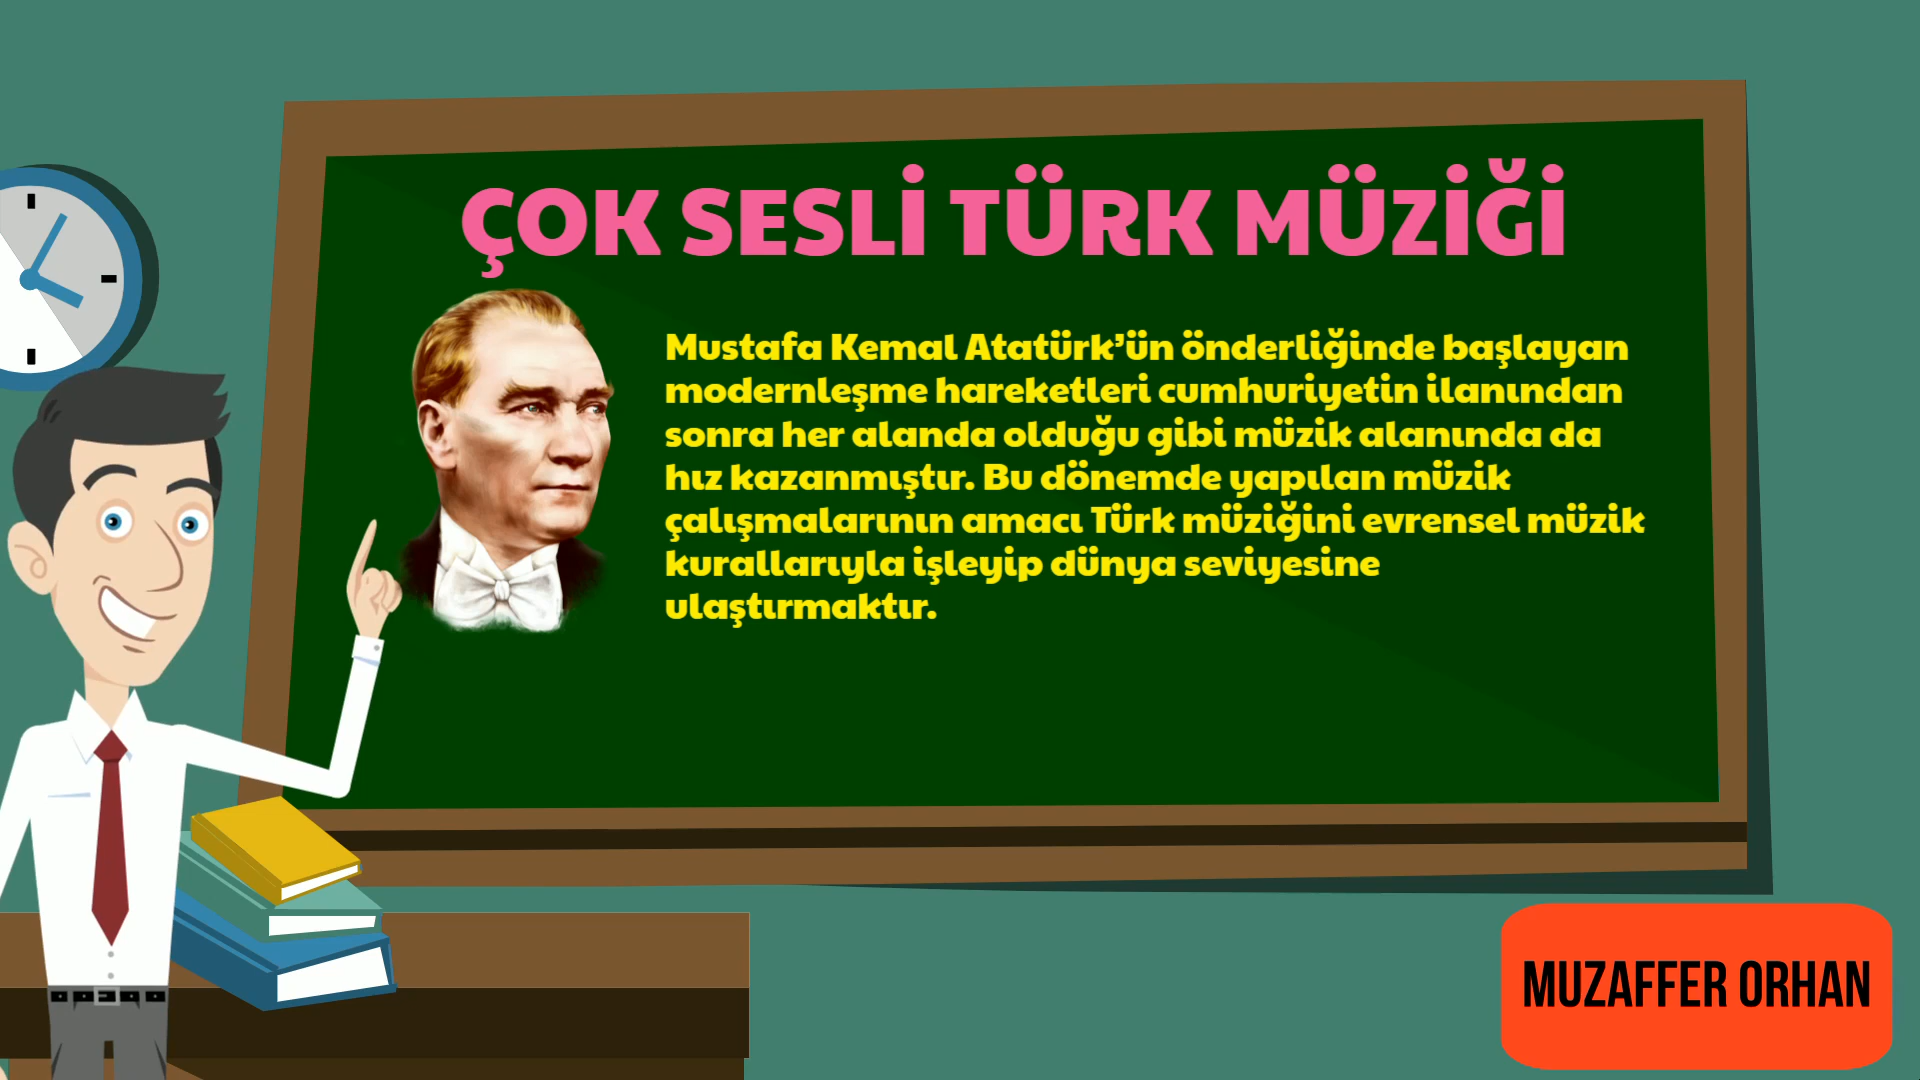 ÇOK SESLİ TÜRK MÜZİĞİ
Mustafa Kemal Atatürk’ün önderliğinde başlayan
modernleşme hareketleri cumhuriyetin ilanından
sonra her alanda olduğu gibi müzik alanında da
hız kazanmıştır. Bu dönemde yapılan müzik
çalışmalarının amacı Türk müziğini evrensel müzik
kurallarıyla işleyip dünya seviyesine
ulaştırmaktır.
MUZAFFER ORHAN